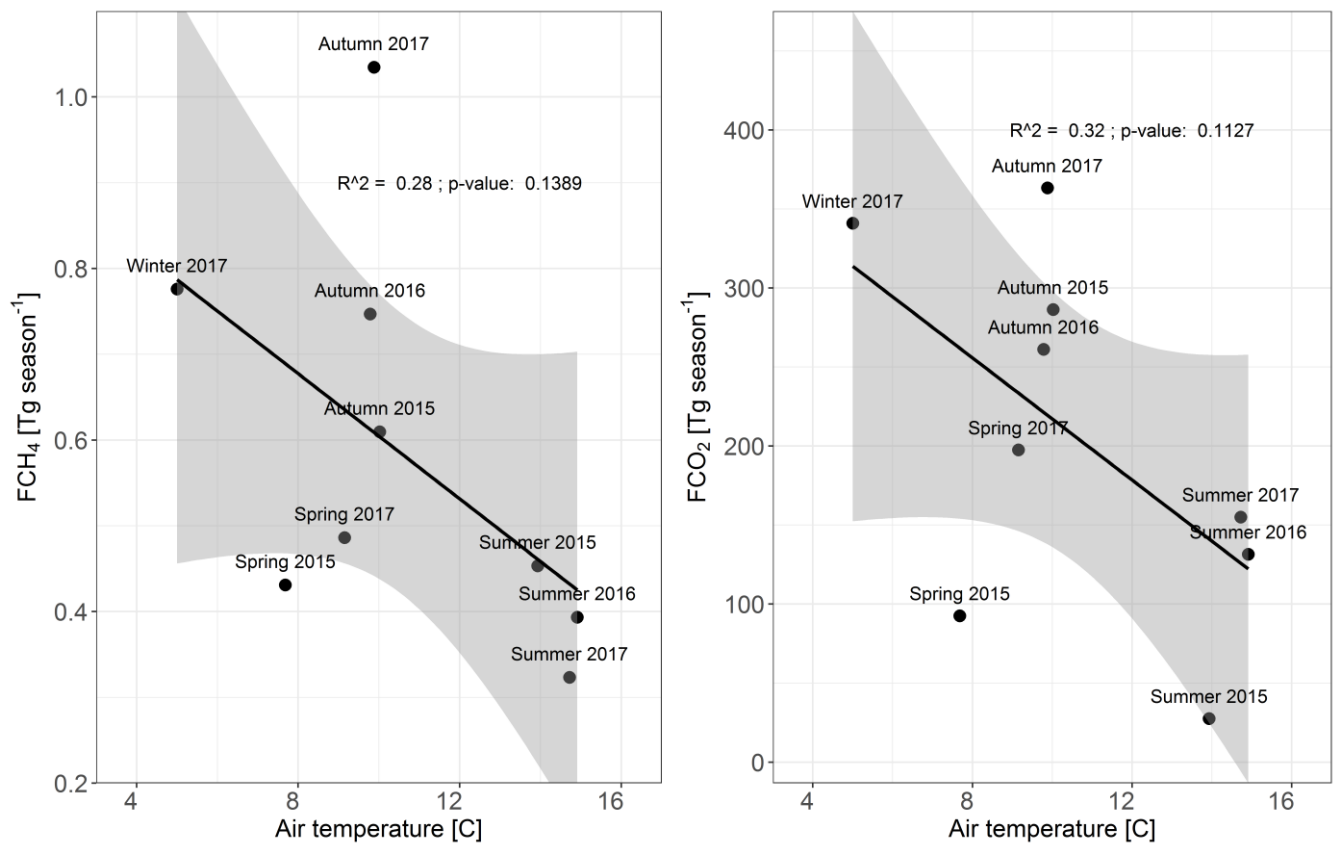 Autumn 2017
1.0
R^2 = 0.28 ; p-value: 0.1389
Winter 2017
0.8
Autumn 2016
Autumn 2015
0.6
Spring 2017
Summer 2015
Spring 2015
Summer 2016
0.4
Summer 2017
0.2
4 8 12 16
Air temperature [C]
FCH₄ [Tg season⁻¹]
400
R^2 = 0.32 ; p-value: 0.1127
Autumn 2017
Winter 2017
300
Autumn 2015
Autumn 2016
200
Spring 2017
Summer 2017
Summer 2016
100
Spring 2015
Summer 2015
0
4 8 12 16
Air temperature [C]
FCO₂ [Tg season⁻¹]